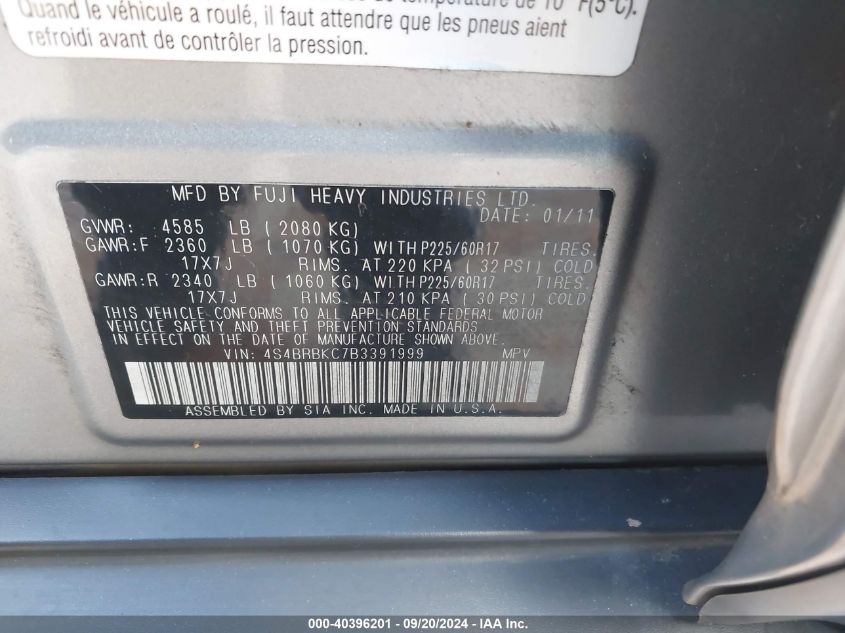 température de 10°F(5°C).
Quand le véhicule a roulé, il faut attendre que les pneus aient
refroidi avant de contrôler la pression.
MFD BY FUJI HEAVY INDUSTRIES LTD.
DATE: 01/11
GVWR: 4585 LB ( 2080 KG)
GAWR:F 2360 LB ( 1070 KG) WITH P225/60R17 TIRES.
17X7J RIMS. AT 220 KPA ( 32 PSI) COLD
GAWR:R 2340 LB ( 1060 KG) WITH P225/60R17 TIRES.
17X7J RIMS. AT 210 KPA ( 30 PSI) COLD
THIS VEHICLE CONFORMS TO ALL APPLICABLE FEDERAL MOTOR
VEHICLE SAFETY AND THEFT PREVENTION STANDARDS
IN EFFECT ON THE DATE OF MANUFACTURE SHOWN ABOVE.
VIN: 4S4BRBKC7B3391999 MPV
ASSEMBLED BY SIA INC. MADE IN U.S.A.
000-40396201 - 09/20/2024 - IAA Inc.